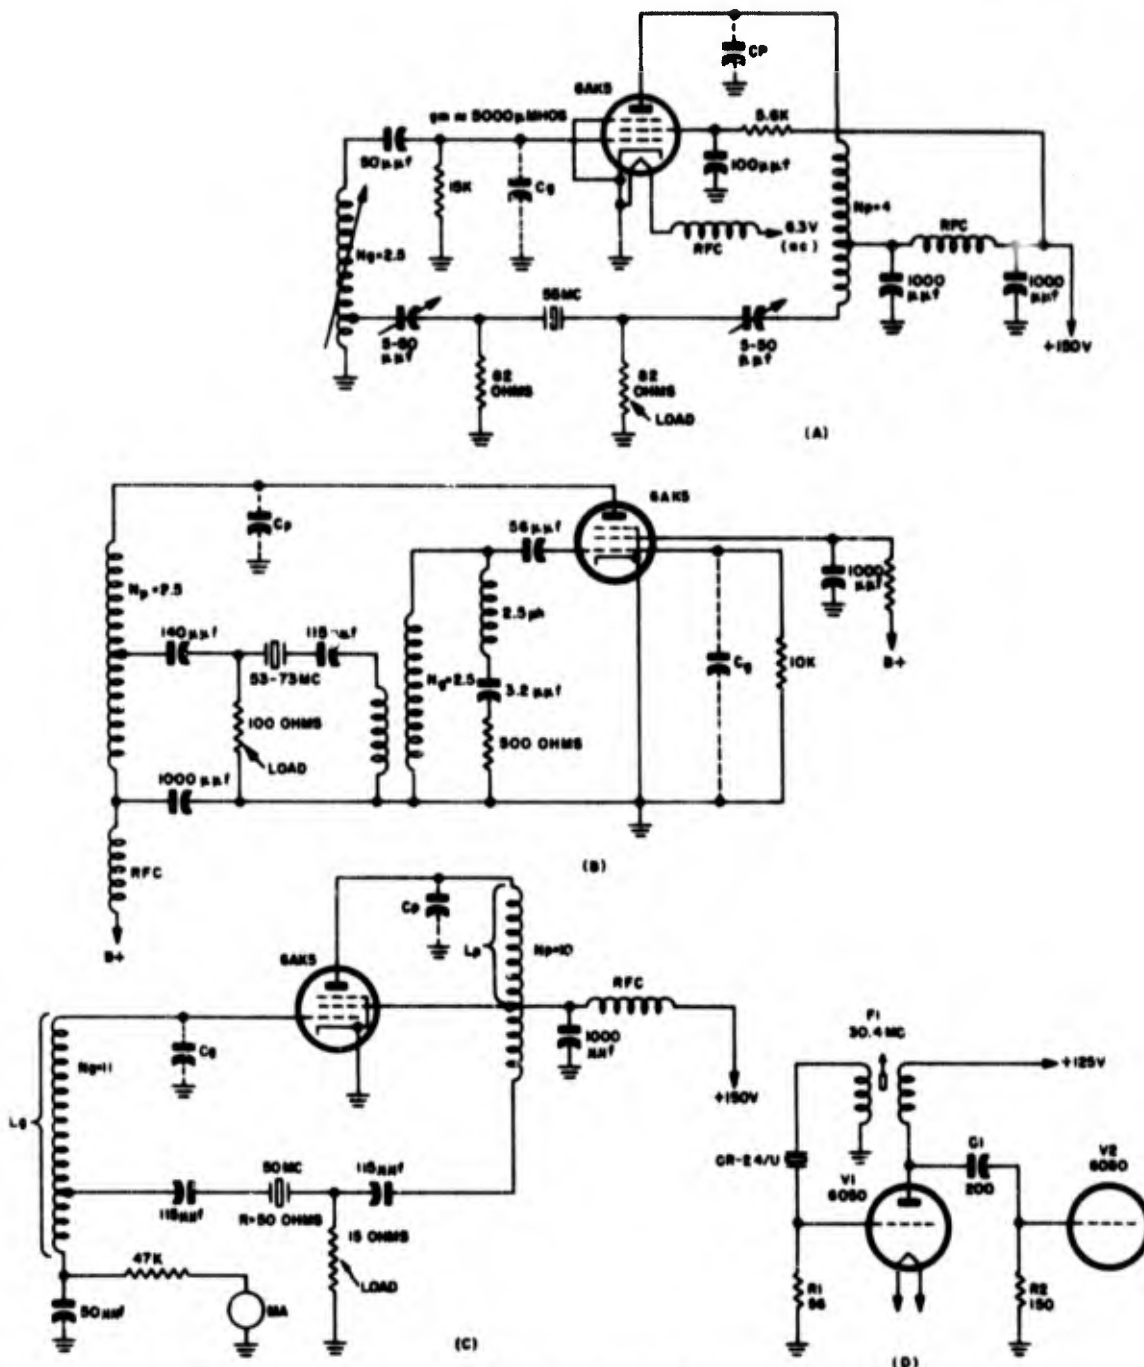 CP
6AK5
gm ≈ 5000μMHOS
5.6K
50μμf
100μμf
15K
Cg
Np=4
RFC
6.3V
(ac)
RFC
Ng=2.5
1000
μμf
1000
μμf
56MC
5-50
μμf
+150V
82
OHMS
82
OHMS
LOAD
(A)
6AK5
Cp
56μμf
1000
μμf
Np=2.5
2.5μh
140μμf
B+
53-73MC
Cg
10K
Ng=2.5
3.2μμf
100 OHMS
500 OHMS
LOAD
1000μμf
RFC
(B)
B+
Cp
Lp
Np=10
6AK5
RFC
1000
μμf
Cg
Ng=11
Lg
+150V
F1
30.4MC
+125V
CR-24/U
C1
200
V1
6050
V2
6050
50MC
115μμf
115μμf
R=50 OHMS
15 OHMS
LOAD
47K
R1
56
R2
150
50μμf
MA
(C)
(D)